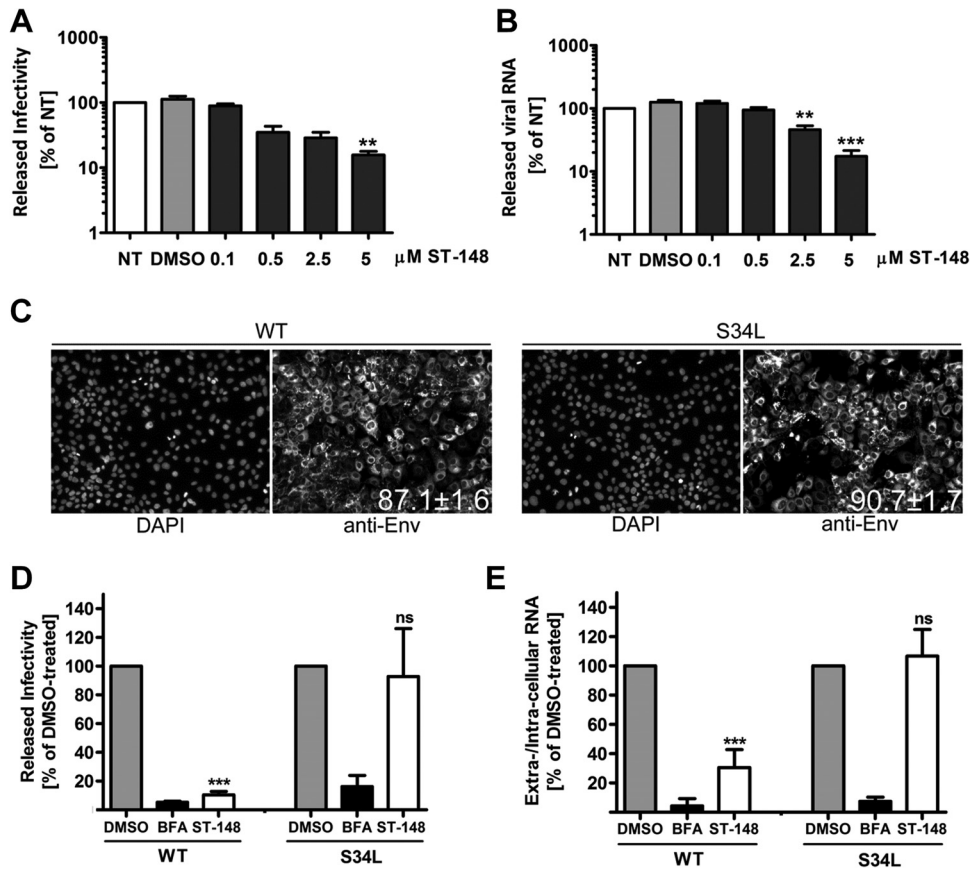 A
Released Infectivity
[% of NT]
1000
100
10
1
**
NT DMSO 0.1 0.5 2.5 5 μM ST-148
B
Released viral RNA
[% of NT]
1000
100
10
1
**
***
NT DMSO 0.1 0.5 2.5 5 μM ST-148
C
WT
S34L
87.1±1.6
90.7±1.7
DAPI
anti-Env
DAPI
anti-Env
D
Released Infectivity
[% of DMSO-treated]
140
120
100
80
60
40
20
***
ns
DMSO BFA ST-148 DMSO BFA ST-148
WT
S34L
E
Extra-/Intra-cellular RNA
[% of DMSO-treated]
140
120
100
80
60
40
20
***
ns
DMSO BFA ST-148 DMSO BFA ST-148
WT
S34L